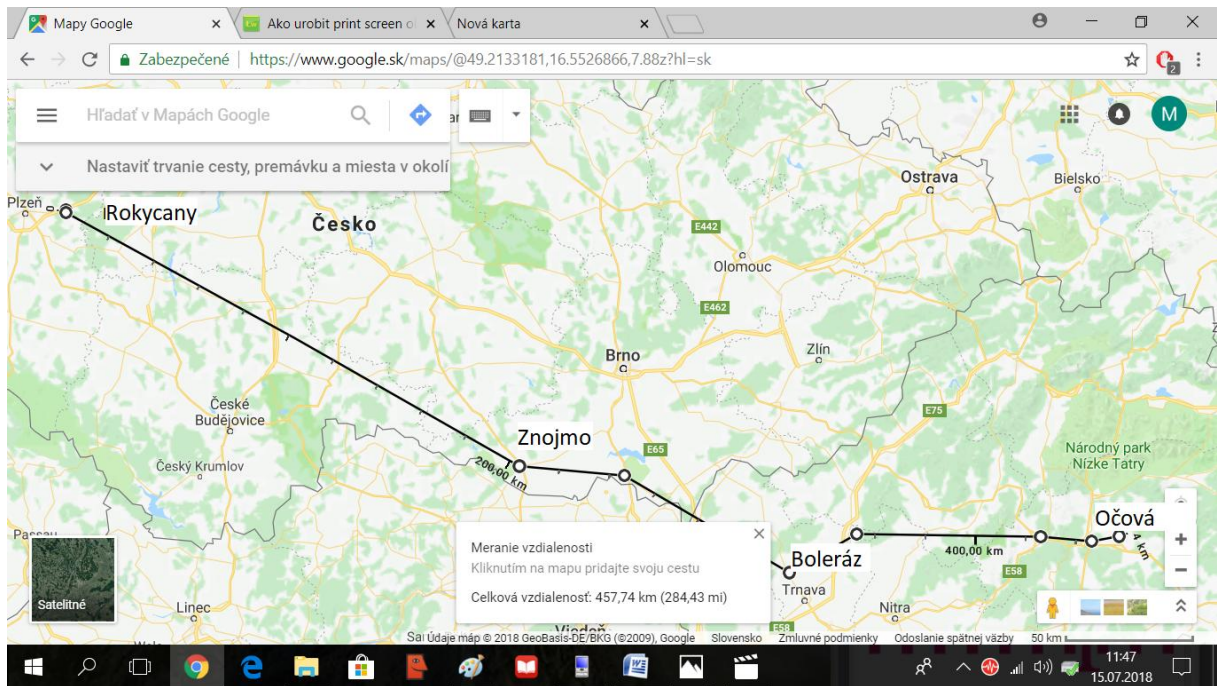 Mapy Google
Ako urobit print screen o
Nová karta
Zabezpečené
https://www.google.sk/maps/@49.2133181,16.5526866,7.88z?hl=sk
2
Hľadať v Mapách Google
M
Nastaviť trvanie cesty, premávku a miesta v okolí
Ostrava
Bielsko
Plzeň
Rokycany
Česko
E442
Olomouc
E462
Brno
Zlín
České
Budějovice
E75
Znojmo
E65
Národný park
Nízke Tatry
Český Krumlov
200,00 km
Očová
Passau
Meranie vzdialenosti
Kliknutím na mapu pridajte svoju cestu
Celková vzdialenosť: 457,74 km (284,43 mi)
Boleráz
400,00 km
E58
Trnava
Nitra
Satelitné
Linec
Viedeň
E58
Údaje máp © 2018 GeoBasis-DE/BKG (©2009), Google
Slovensko
Zmluvné podmienky
Odoslanie spätnej väzby
50 km
11:47
15.07.2018